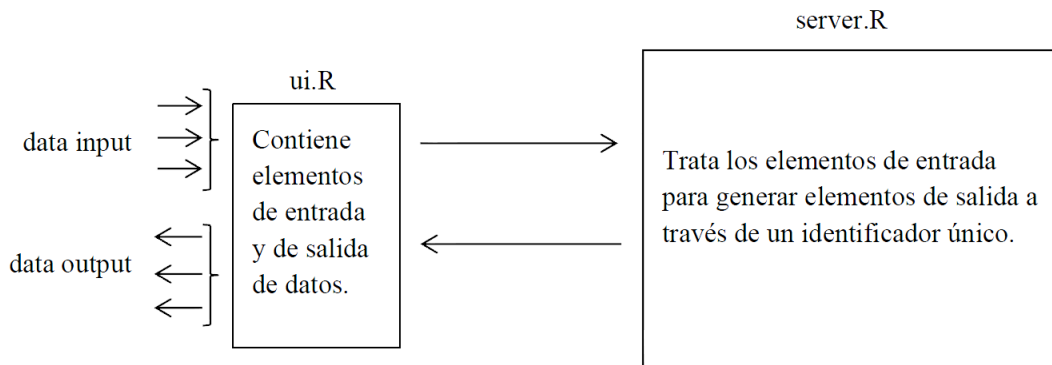 server.R
ui.R
data input
Contiene
elementos
de entrada
y de salida
de datos.
data output
Trata los elementos de entrada
para generar elementos de salida a
través de un identificador único.